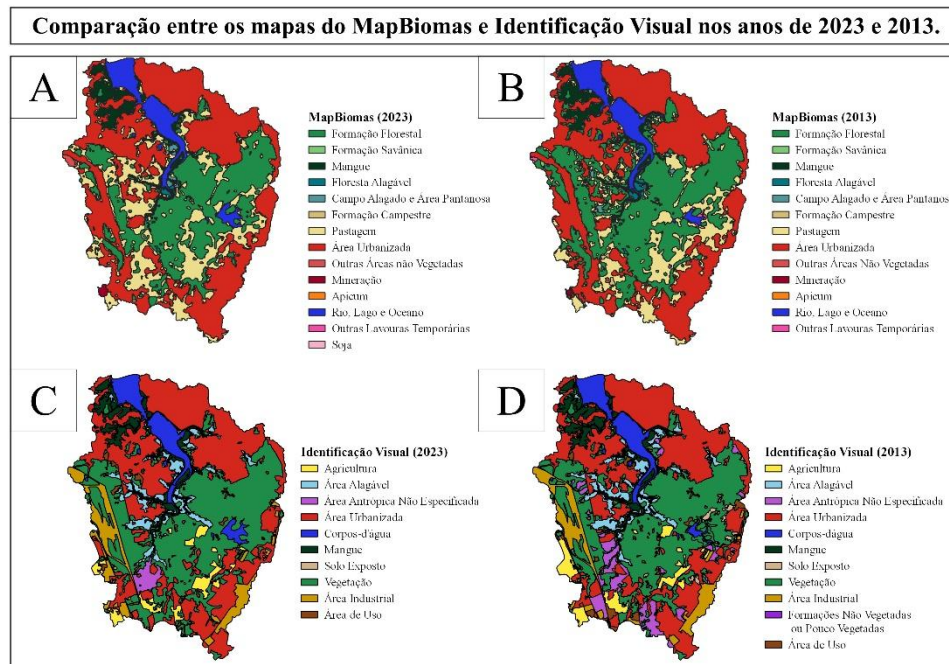 Comparação entre os mapas do MapBiomas e Identificação Visual nos anos de 2023 e 2013.
A
MapBiomas (2023)
Formação Florestal
Formação Savânica
Mangue
Floresta Alagável
Campo Alagado e Área Pantanosa
Formação Campestre
Pastagem
Área Urbanizada
Outras Áreas não Vegetadas
Mineração
Apicum
Rio, Lago e Oceano
Outras Lavouras Temporárias
Soja
B
MapBiomas (2013)
Formação Florestal
Formação Savânica
Mangue
Floresta Alagável
Campo Alagado e Área Pantanosa
Formação Campestre
Pastagem
Área Urbanizada
Outras Áreas Não Vegetadas
Mineração
Apicum
Rio, Lago e Oceano
Outras Lavouras Temporárias
C
Identificação Visual (2023)
Agricultura
Área Alagável
Área Antrópica Não Especificada
Área Urbanizada
Corpos-d'água
Mangue
Solo Exposto
Vegetação
Área Industrial
Área de Uso
D
Identificação Visual (2013)
Agricultura
Área Alagável
Área Antrópica Não Especificada
Área Urbanizada
Corpos-dágua
Mangue
Solo Exposto
Vegetação
Área Industrial
Formações Não Vegetadas
ou Pouco Vegetadas
Área de Uso